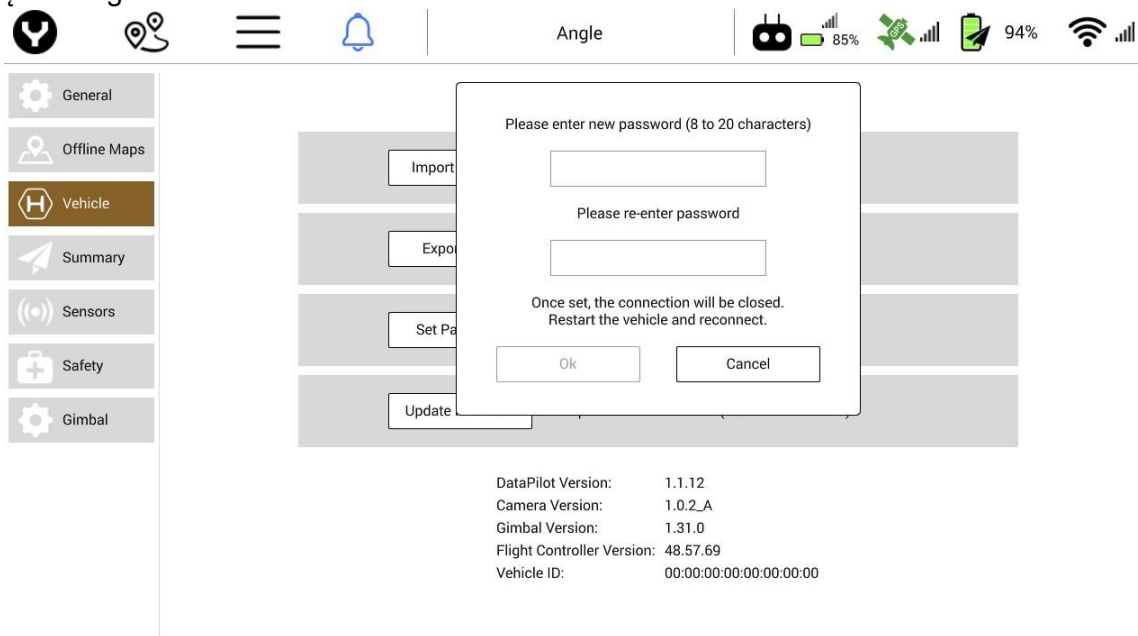 Angle
85%
GPS
94%
General
Offline Maps
Vehicle
Summary
Sensors
Safety
Gimbal
Import
Set
Update
Please enter new password (8 to 20 characters)
Please re-enter password
Once set, the connection will be closed.
Restart the vehicle and reconnect.
Ok
Cancel
DataPilot Version: 1.1.12
Camera Version: 1.0.2_A
Gimbal Version: 1.31.0
Flight Controller Version: 48.57.69
Vehicle ID: 00:00:00:00:00:00:00:00